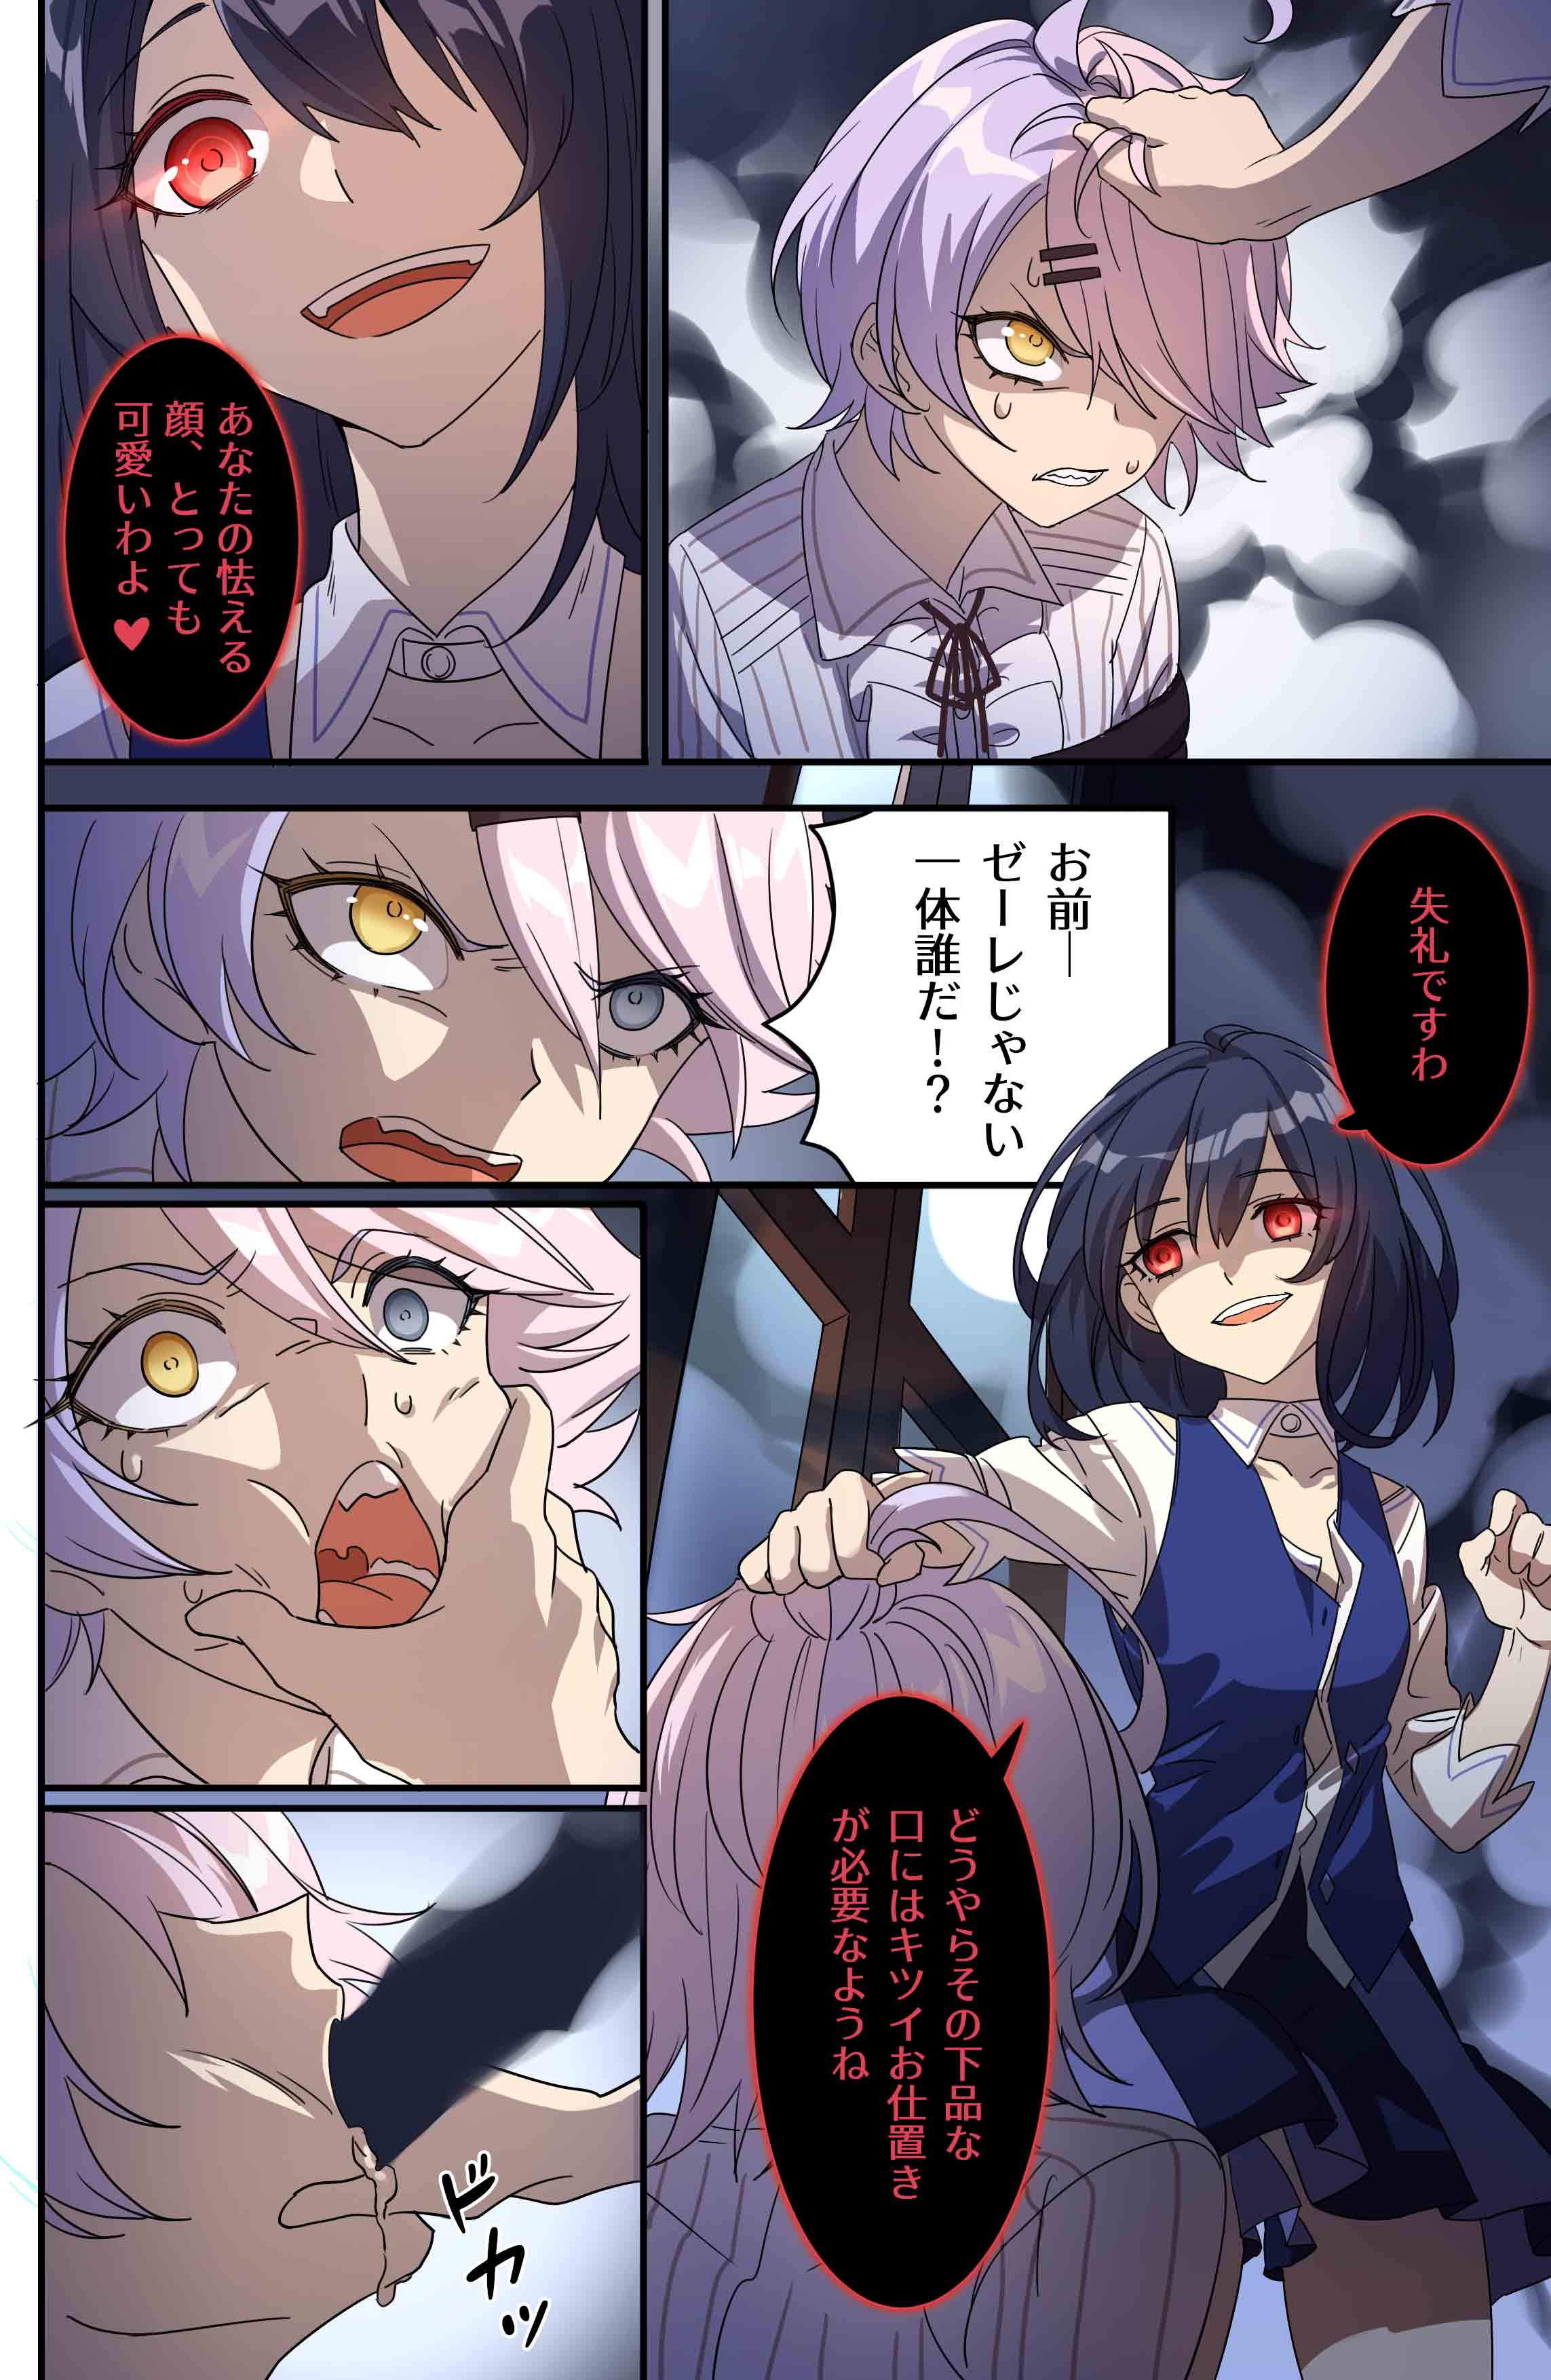 あなたの怯える
顔、とっても
可愛いわよ♥
失礼ですわ
お前―
ゼーレじゃない
一体誰だ！？
どうやらその下品な
口にはキツイお仕置き
が必要なようね
ドカッ